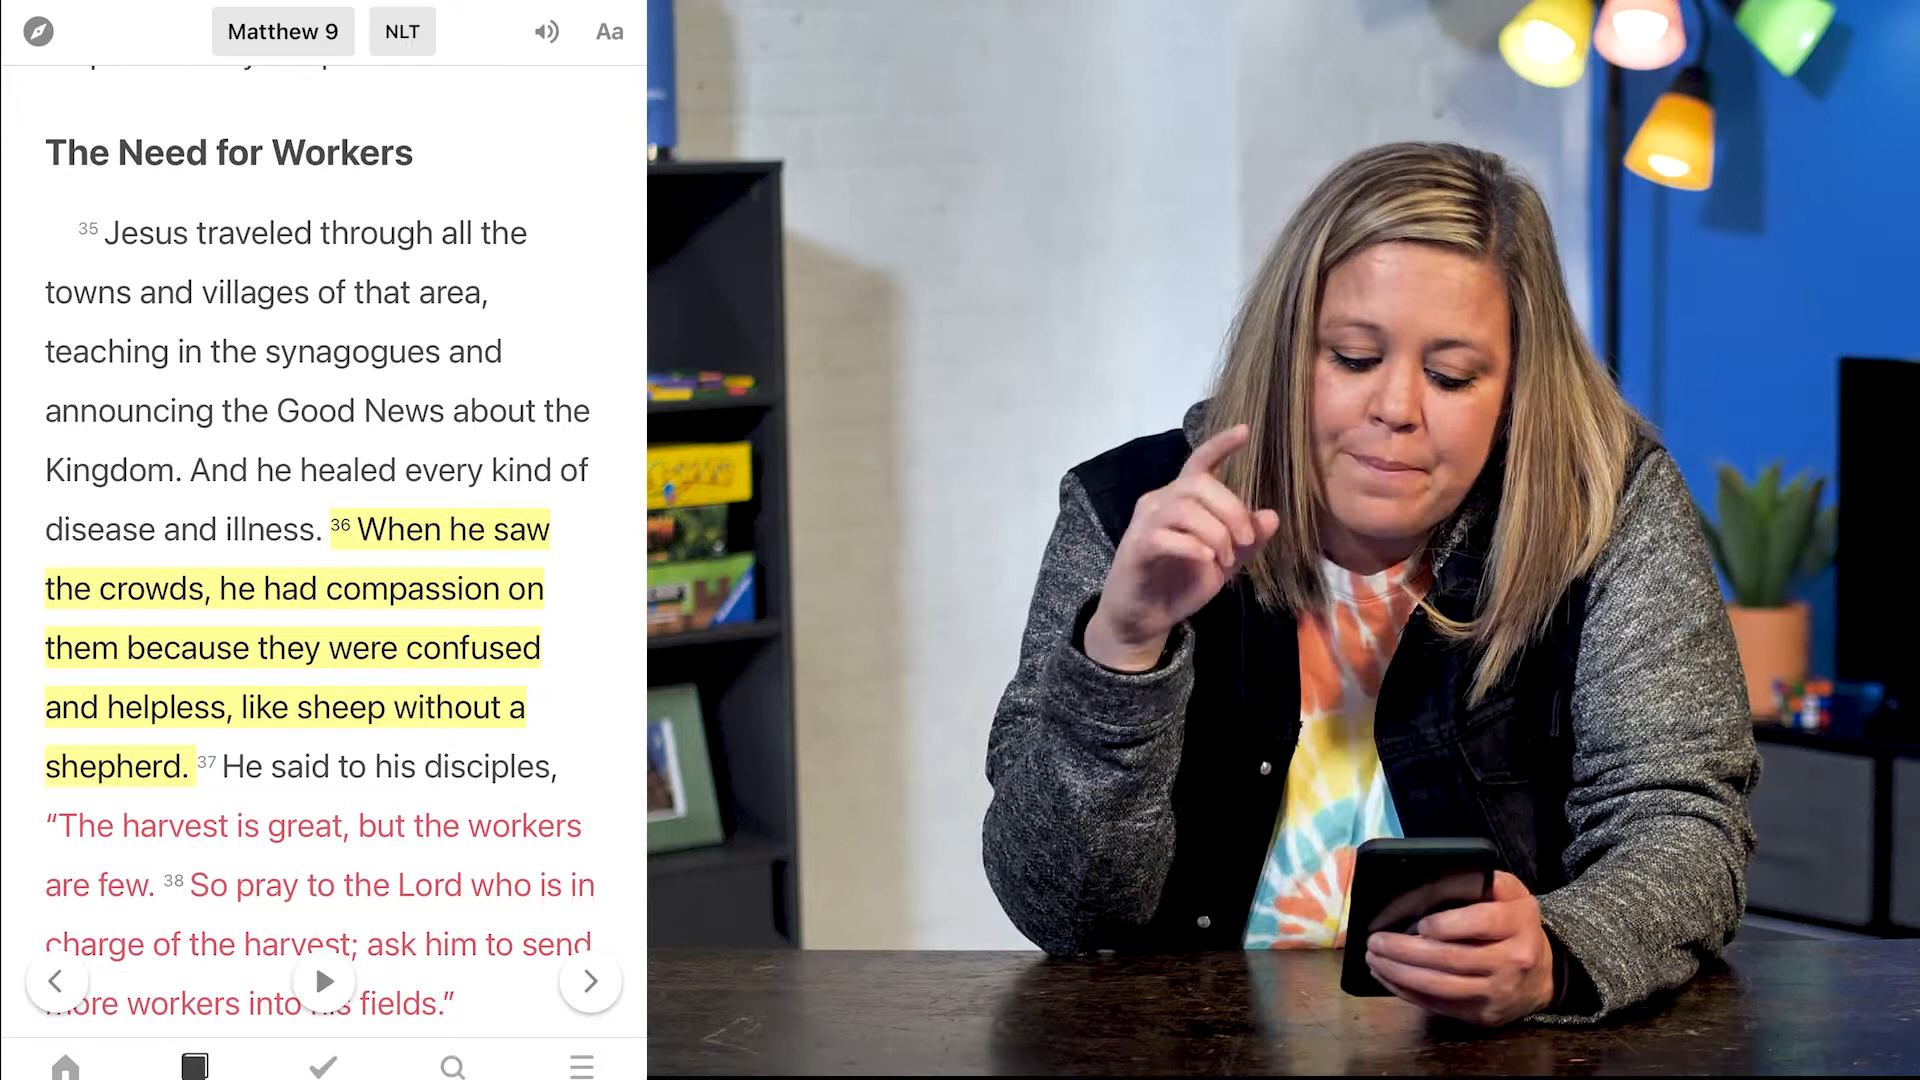 Matthew 9 NLT Aa
The Need for Workers
35 Jesus traveled through all the
towns and villages of that area,
teaching in the synagogues and
announcing the Good News about the
Kingdom. And he healed every kind of
disease and illness. 36 When he saw
the crowds, he had compassion on
them because they were confused
and helpless, like sheep without a
shepherd. 37 He said to his disciples,
“The harvest is great, but the workers
are few. 38 So pray to the Lord who is in
charge of the harvest; ask him to send
more workers into his fields.”